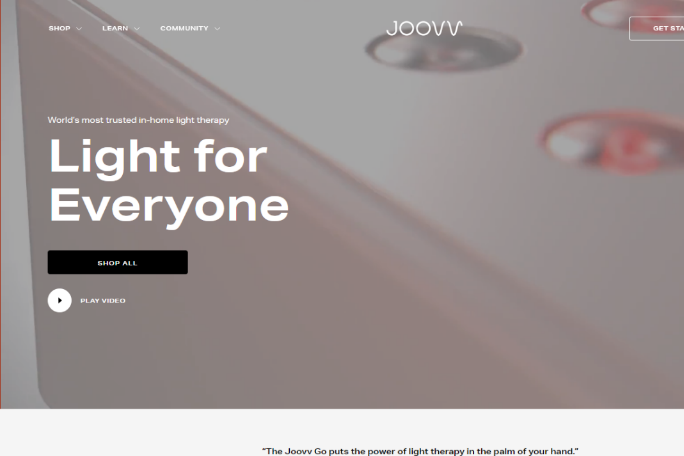 SHOP
LEARN
COMMUNITY
JOOVV
GET
World's most trusted in-home light therapy
Light for
Everyone
SHOP ALL
PLAY VIDEO
"The Joovv Go puts the power of light therapy in the palm of your hand."